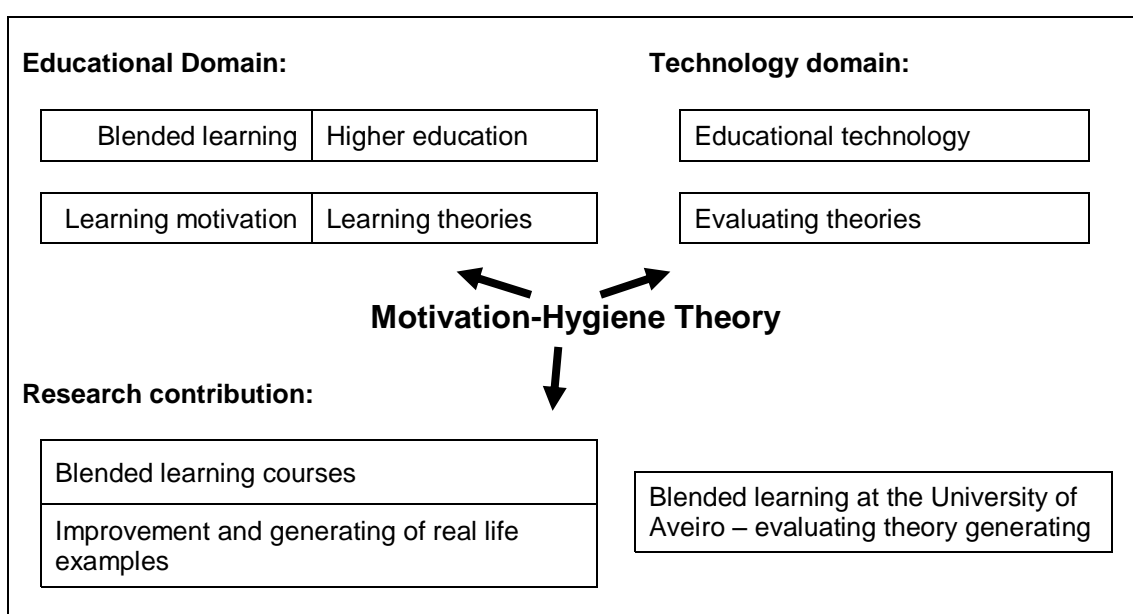 Educational Domain:
Technology domain:
Blended learning
Higher education
Educational technology
Learning motivation
Learning theories
Evaluating theories
Motivation-Hygiene Theory
Research contribution:
Blended learning courses
Improvement and generating of real life
examples
Blended learning at the University of
Aveiro – evaluating theory generating